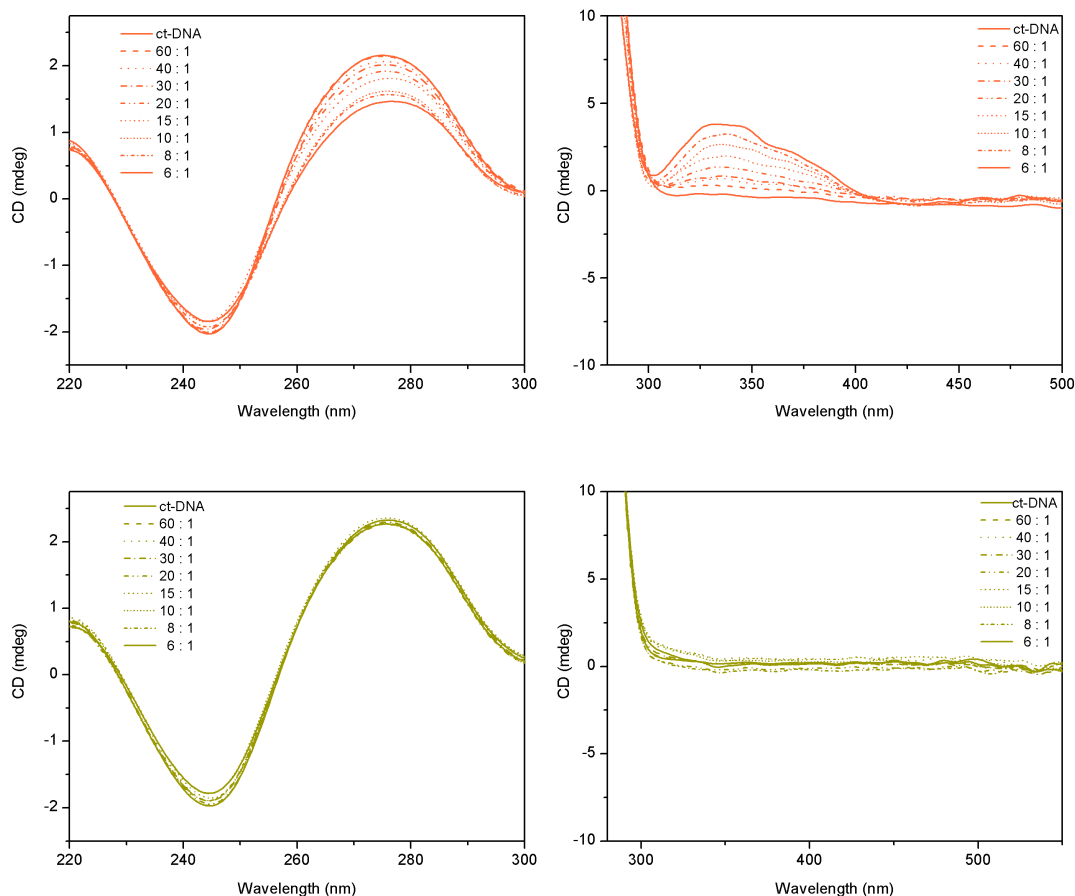 ct-DNA
60 : 1
40 : 1
30 : 1
20 : 1
15 : 1
10 : 1
8 : 1
6 : 1
2
1
0
-1
-2
CD (mdeg)
220
240
260
280
300
Wavelength (nm)
ct-DNA
60 : 1
40 : 1
30 : 1
20 : 1
15 : 1
10 : 1
8 : 1
6 : 1
10
5
0
-5
-10
CD (mdeg)
300
350
400
450
500
Wavelength (nm)
ct-DNA
60 : 1
40 : 1
30 : 1
20 : 1
15 : 1
10 : 1
8 : 1
6 : 1
2
1
0
-1
-2
CD (mdeg)
220
240
260
280
300
Wavelength (nm)
ct-DNA
60 : 1
40 : 1
30 : 1
20 : 1
15 : 1
10 : 1
8 : 1
6 : 1
10
5
0
-5
-10
CD (mdeg)
300
400
500
Wavelength (nm)